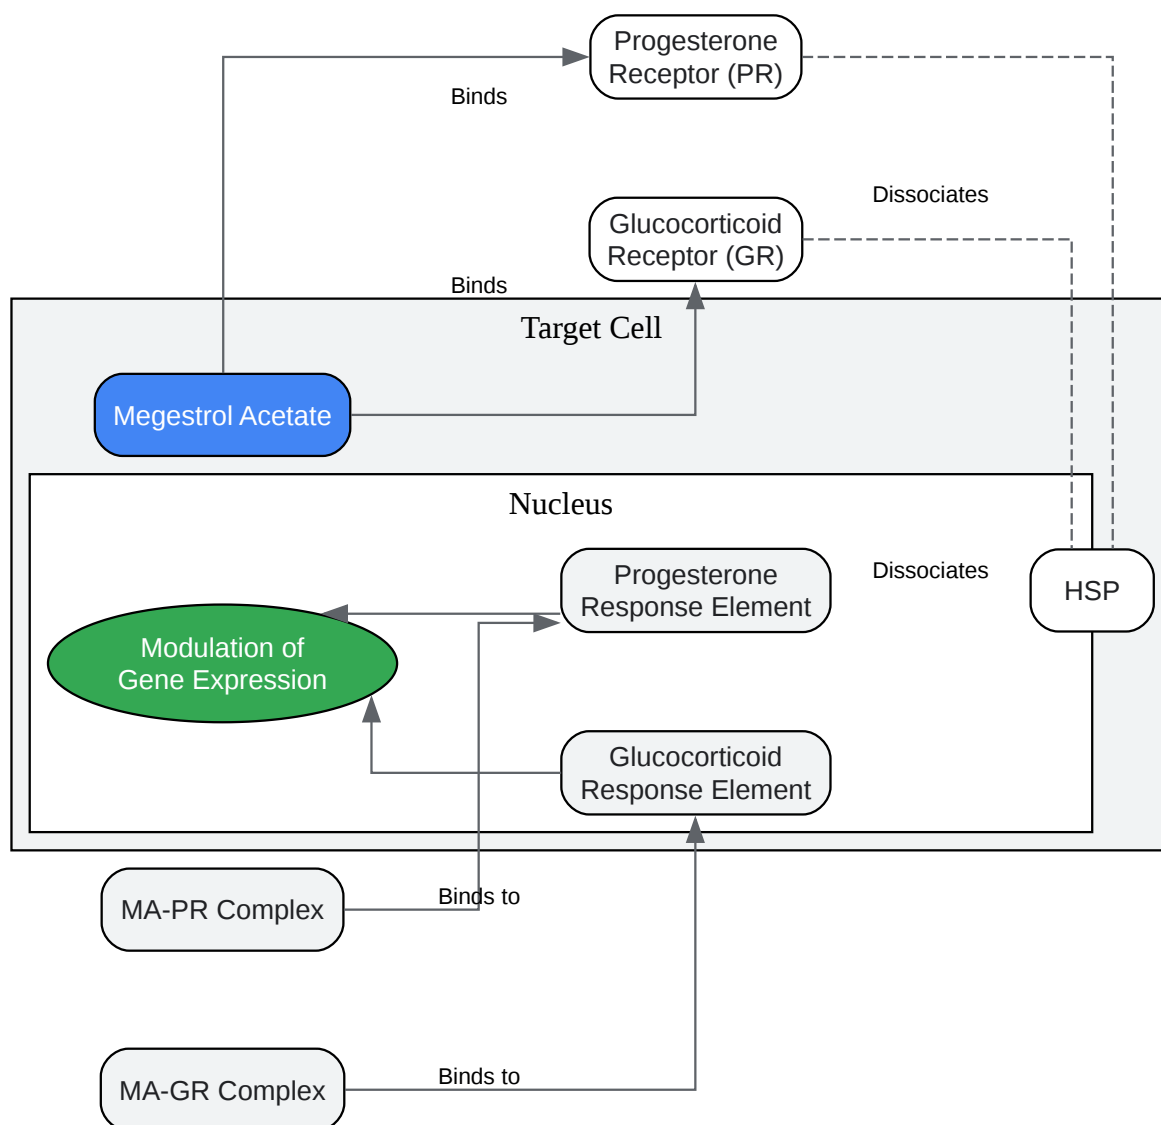 Progesterone
Receptor (PR)
Binds
Dissociates
Glucocorticoid
Receptor (GR)
Binds
Target Cell
Megestrol Acetate
Nucleus
Progesterone
Response Element
Dissociates
HSP
Modulation of
Gene Expression
Glucocorticoid
Response Element
MA-PR Complex
Binds to
MA-GR Complex
Binds to